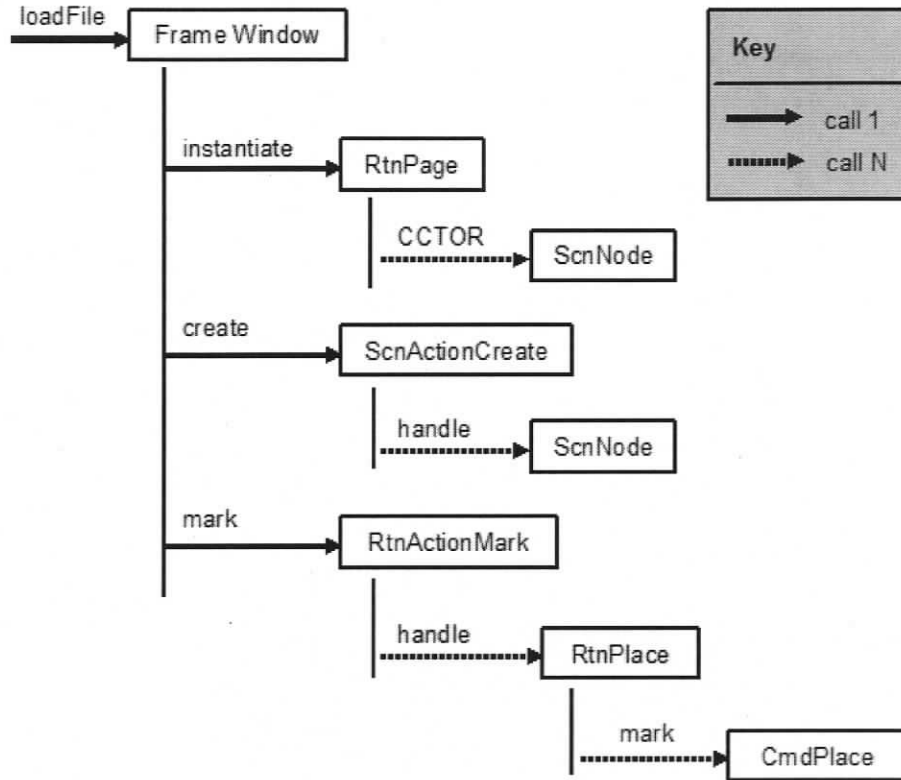 loadFile
Frame Window
Key
call 1
call N
instantiate
RtnPage
CCTOR
ScnNode
create
ScnActionCreate
handle
ScnNode
mark
RtnActionMark
handle
RtnPlace
mark
CmdPlace